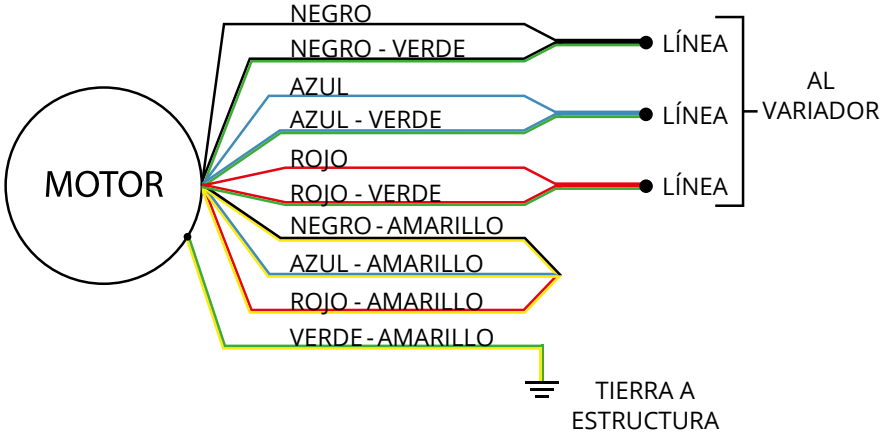 NEGRO
NEGRO - VERDE
LÍNEA
AZUL
AZUL - VERDE
LÍNEA
AL
VARIADOR
ROJO
ROJO - VERDE
LÍNEA
MOTOR
NEGRO - AMARILLO
AZUL - AMARILLO
ROJO - AMARILLO
VERDE - AMARILLO
TIERRA A
ESTRUCTURA